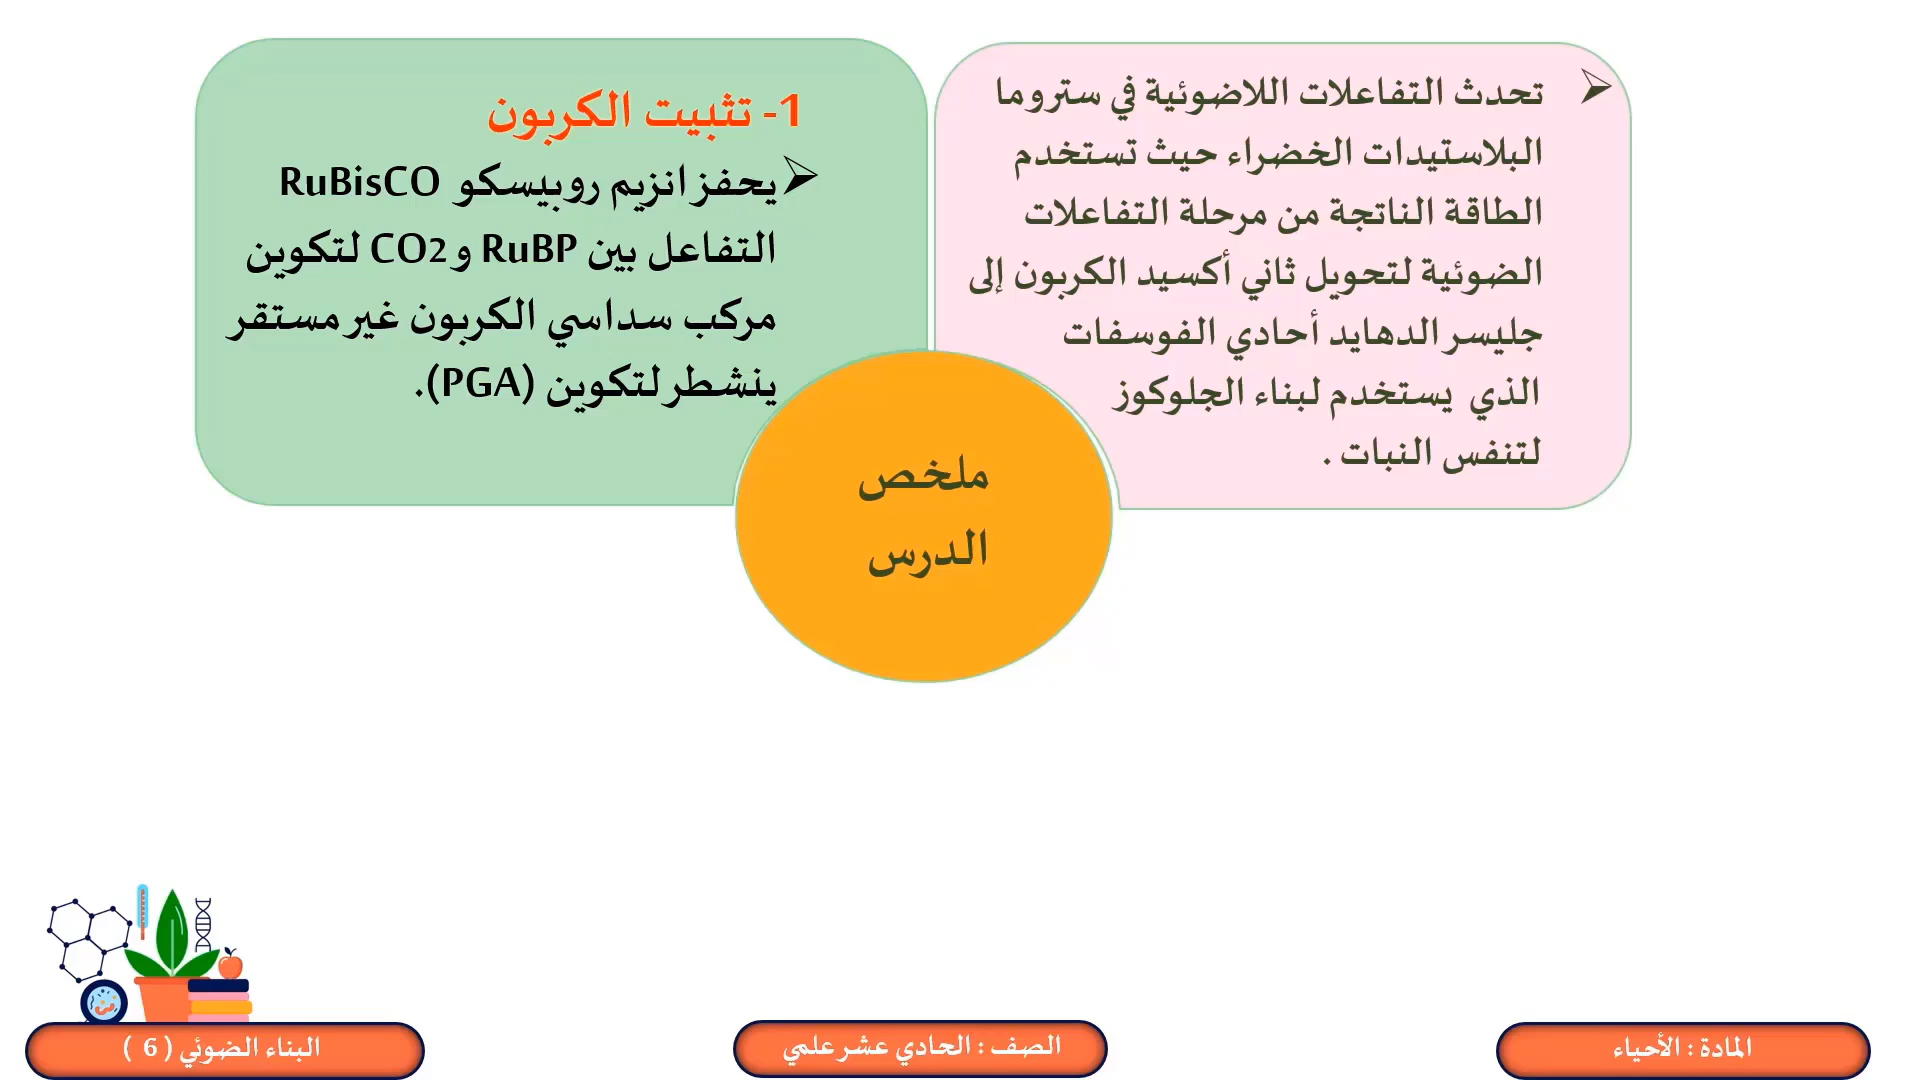 تحدث التفاعلات اللاضوئية في ستروما
البلاستيدات الخضراء حيث تستخدم
الطاقة الناتجة من مرحلة التفاعلات
الضوئية لتحويل ثاني أكسيد الكربون إلى
جليسر الدهايد أحادي الفوسفات
الذي يستخدم لبناء الجلوكوز
لتنفس النبات .
1- تثبيت الكربون
يحفز انزيم روبيسكو RuBisCO
التفاعل بين RuBP و CO2 لتكوين
مركب سداسي الكربون غير مستقر
ينشطر لتكوين (PGA).
ملخص
الدرس
المادة : الأحياء
الصف : الحادي عشر علمي
البناء الضوئي ( 6 )